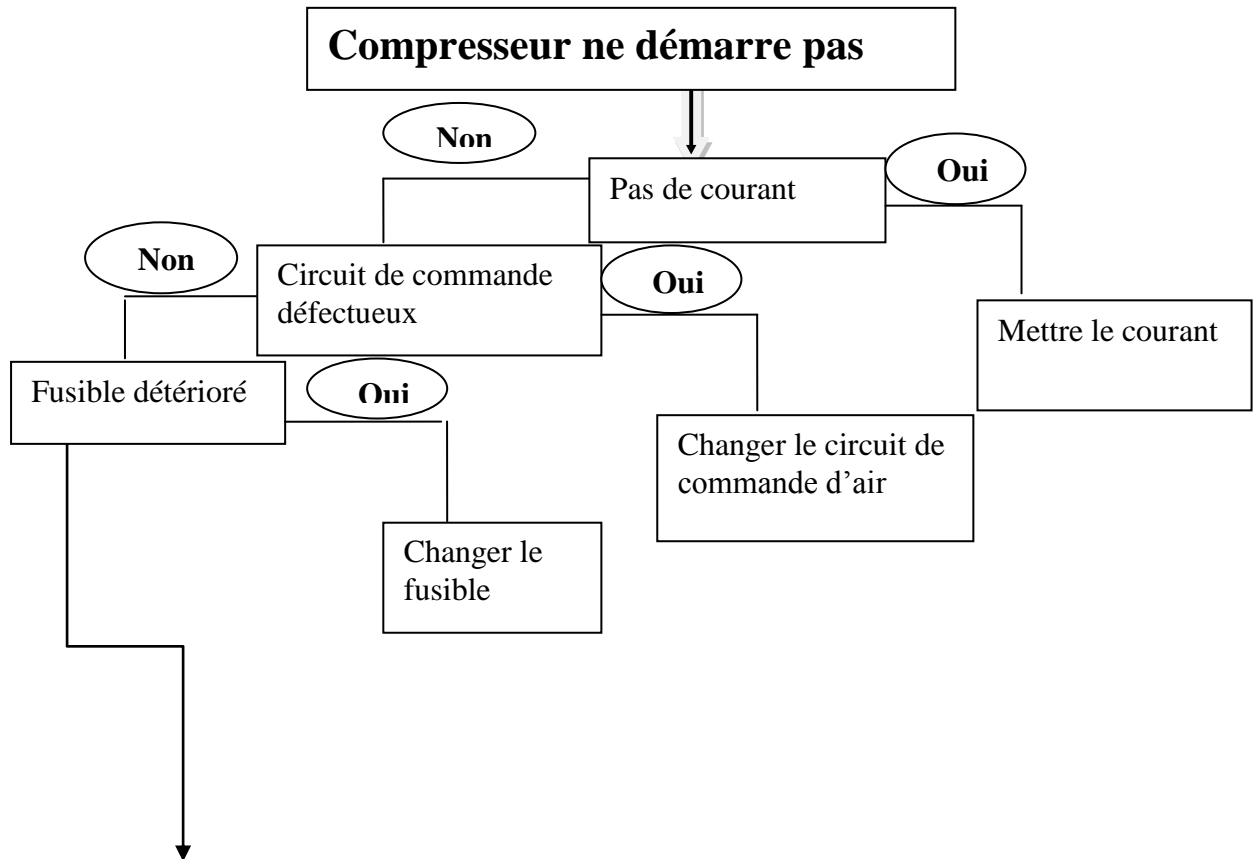 Compresseur ne démarre pas
Non
Pas de courant
Oui
Non
Circuit de commande
défectueux
Oui
Mettre le courant
Fusible détérioré
Oui
Changer le circuit de
commande d’air
Changer le
fusible